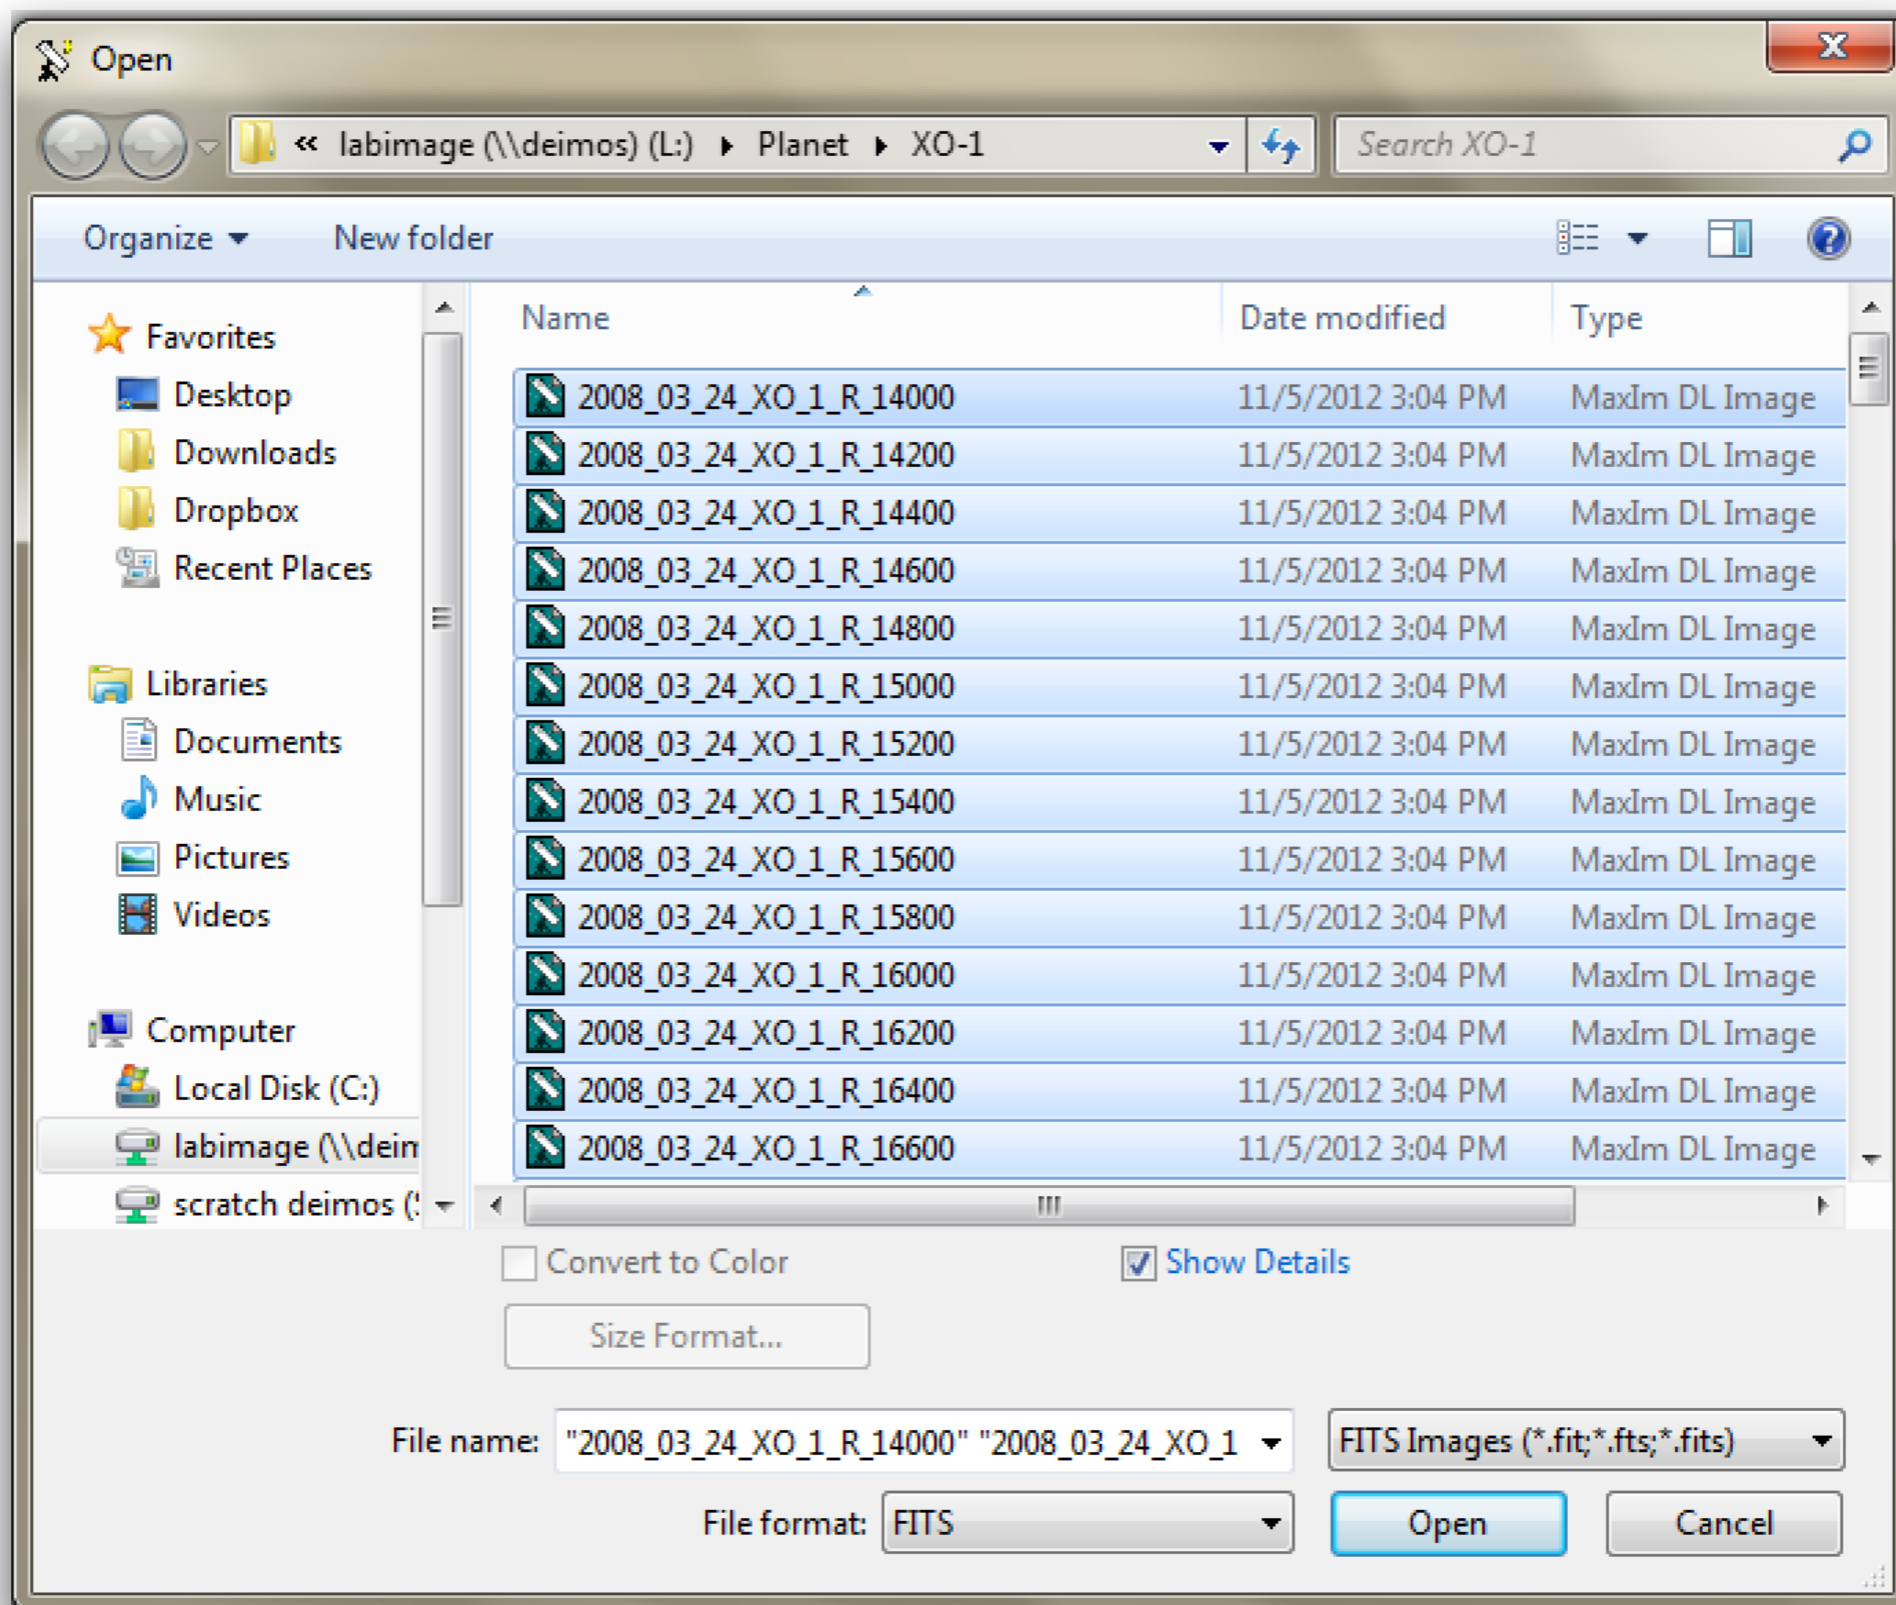 Open
« labimage (\\deimos) (L:) Planet XO-1
Search XO-1
Organize
New folder
Favorites
Desktop
Downloads
Dropbox
Recent Places
Libraries
Documents
Music
Pictures
Videos
Computer
Local Disk (C:)
labimage (\\deim
scratch deimos (
Name Date modified Type
2008_03_24_XO_1_R_14000 11/5/2012 3:04 PM MaxIm DL Image
2008_03_24_XO_1_R_14200 11/5/2012 3:04 PM MaxIm DL Image
2008_03_24_XO_1_R_14400 11/5/2012 3:04 PM MaxIm DL Image
2008_03_24_XO_1_R_14600 11/5/2012 3:04 PM MaxIm DL Image
2008_03_24_XO_1_R_14800 11/5/2012 3:04 PM MaxIm DL Image
2008_03_24_XO_1_R_15000 11/5/2012 3:04 PM MaxIm DL Image
2008_03_24_XO_1_R_15200 11/5/2012 3:04 PM MaxIm DL Image
2008_03_24_XO_1_R_15400 11/5/2012 3:04 PM MaxIm DL Image
2008_03_24_XO_1_R_15600 11/5/2012 3:04 PM MaxIm DL Image
2008_03_24_XO_1_R_15800 11/5/2012 3:04 PM MaxIm DL Image
2008_03_24_XO_1_R_16000 11/5/2012 3:04 PM MaxIm DL Image
2008_03_24_XO_1_R_16200 11/5/2012 3:04 PM MaxIm DL Image
2008_03_24_XO_1_R_16400 11/5/2012 3:04 PM MaxIm DL Image
2008_03_24_XO_1_R_16600 11/5/2012 3:04 PM MaxIm DL Image
Convert to Color
Show Details
Size Format...
File name: "2008_03_24_XO_1_R_14000" "2008_03_24_XO_1
FITS Images (*.fit;*.fts;*.fits)
File format: FITS
Open
Cancel